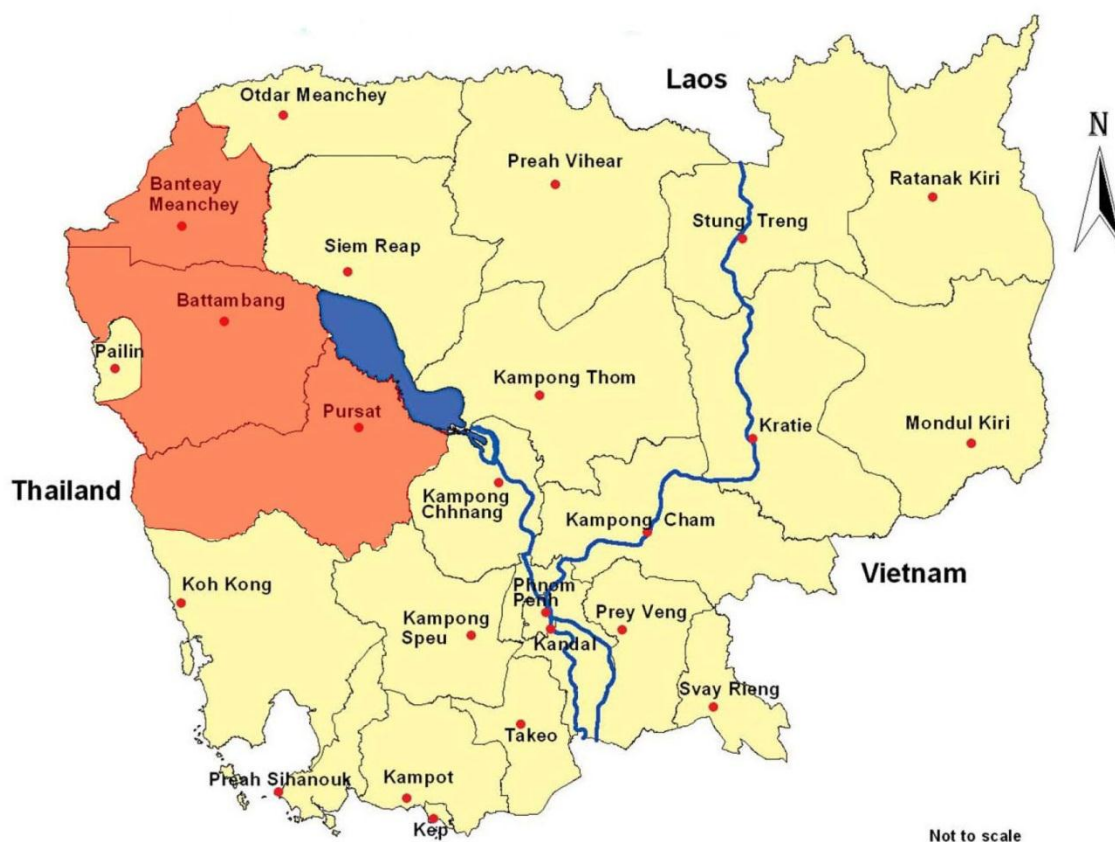 Laos
Otdar Meanchey
N
Preah Vihear
Banteay
Meanchey
Ratanak Kiri
Stung Treng
Siem Reap
Battambang
Pailin
Kampong Thom
Pursat
Kratie
Mondul Kiri
Thailand
Kampong
Chhnang
Kampong Cham
Vietnam
Koh Kong
Phnom
Penh
Kampong
Speu
Prey Veng
Kandal
Svay Rieng
Takeo
Preah Sihanouk
Kampot
Kep
Not to scale